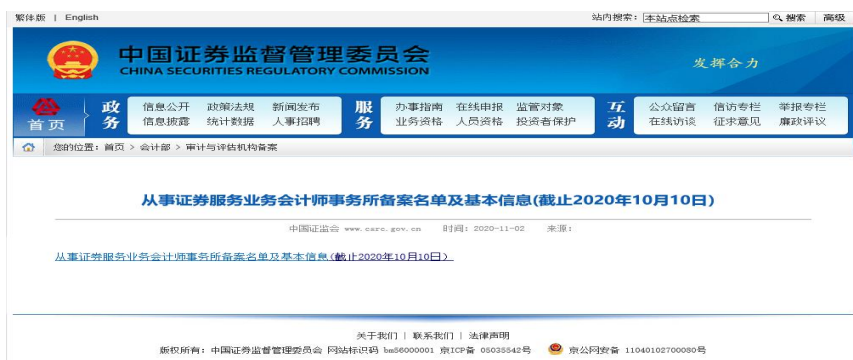 繁体版 | English 站内搜索: 本站点检索 搜索 高级
中国证券监督管理委员会
CHINA SECURITIES REGULATORY COMMISSION
发挥合力
首页
政务
信息公开 政策法规 新闻发布
信息披露 统计数据 人事招聘
服务
办事指南 在线申报 监管对象
业务资格 人员资格 投资者保护
互动
公众留言 信访专栏 举报专栏
在线访谈 征求意见 廉政评议
您的位置: 首页 > 会计部 > 审计与评估机构备案
从事证券服务业务会计师事务所备案名单及基本信息(截止2020年10月10日)
中国证监会 www.csrc.gov.cn 时间: 2020-11-02 来源:
从事证券服务业务会计师事务所备案名单及基本信息(截止2020年10月10日)
关于我们 | 联系我们 | 法律声明
版权所有: 中国证券监督管理委员会 网站标识码 bm56000001 京ICP备 05035542号 京公网安备 11040102700080号